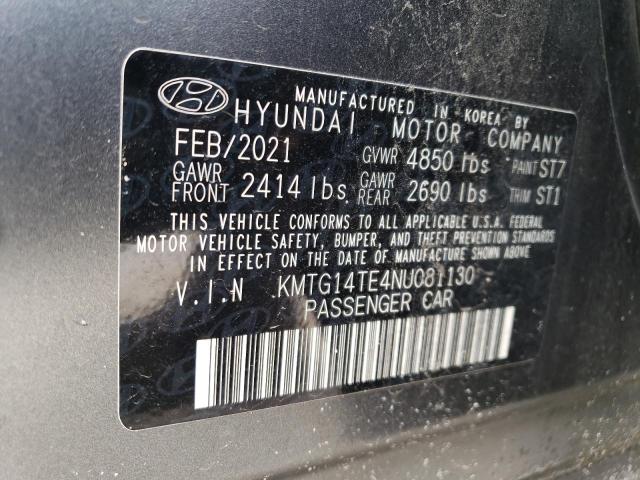 MANUFACTURED IN KOREA BY
HYUNDAI MOTOR COMPANY
FEB/2021 GVWR 4850 lbs PAINT ST7
GAWR FRONT 2414 lbs GAWR REAR 2690 lbs TRIM ST1
THIS VEHICLE CONFORMS TO ALL APPLICABLE U.S.A. FEDERAL
MOTOR VEHICLE SAFETY, BUMPER, AND THEFT PREVENTION STANDARDS
IN EFFECT ON THE DATE OF MANUFACTURE SHOWN ABOVE
V.I.N KMTG14TE4NU081130
PASSENGER CAR